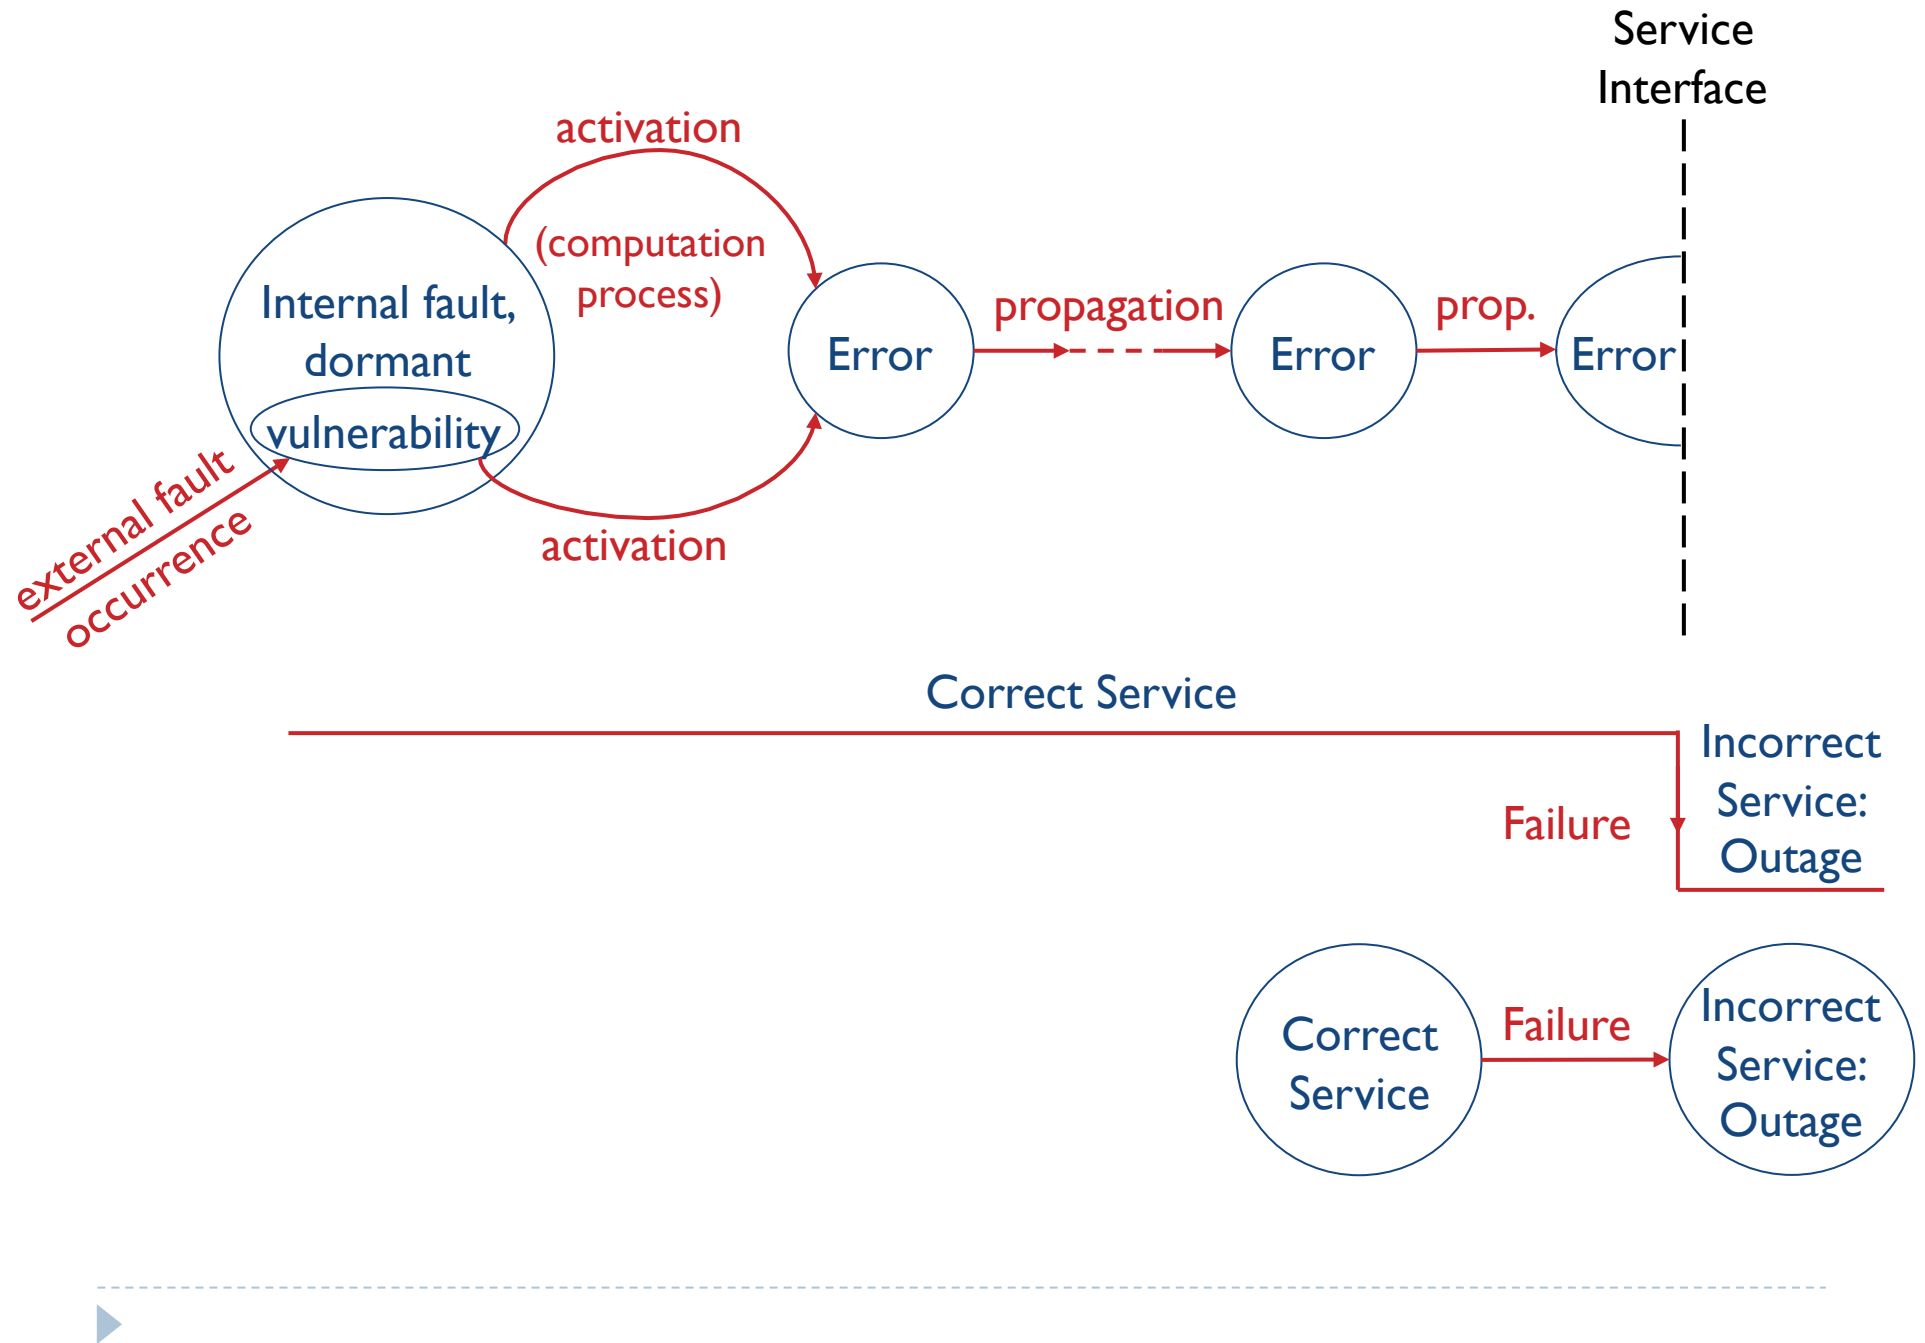 Service
Interface
activation
(computation
process)
Internal fault,
dormant
vulnerability
external fault
occurrence
activation
Error
propagation
Error
prop.
Error
Correct Service
Failure
Incorrect
Service:
Outage
Correct
Service
Failure
Incorrect
Service:
Outage